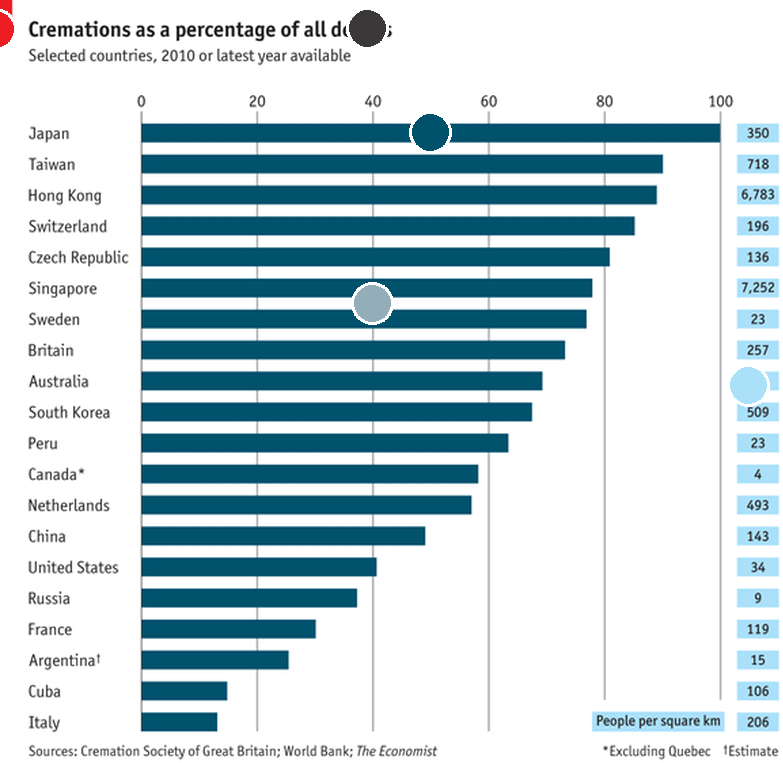 Cremations as a percentage of all
Selected countries, 2010 or latest year available
0 20 40 60 80 100
Japan 350
Taiwan 718
Hong Kong 6,783
Switzerland 196
Czech Republic 136
Singapore 7,252
Sweden 23
Britain 257
Australia
South Korea 509
Peru 23
Canada* 4
Netherlands 493
China 143
United States 34
Russia 9
France 119
Argentina† 15
Cuba 106
Italy People per square km 206
Sources: Cremation Society of Great Britain; World Bank; The Economist *Excluding Quebec †Estimate